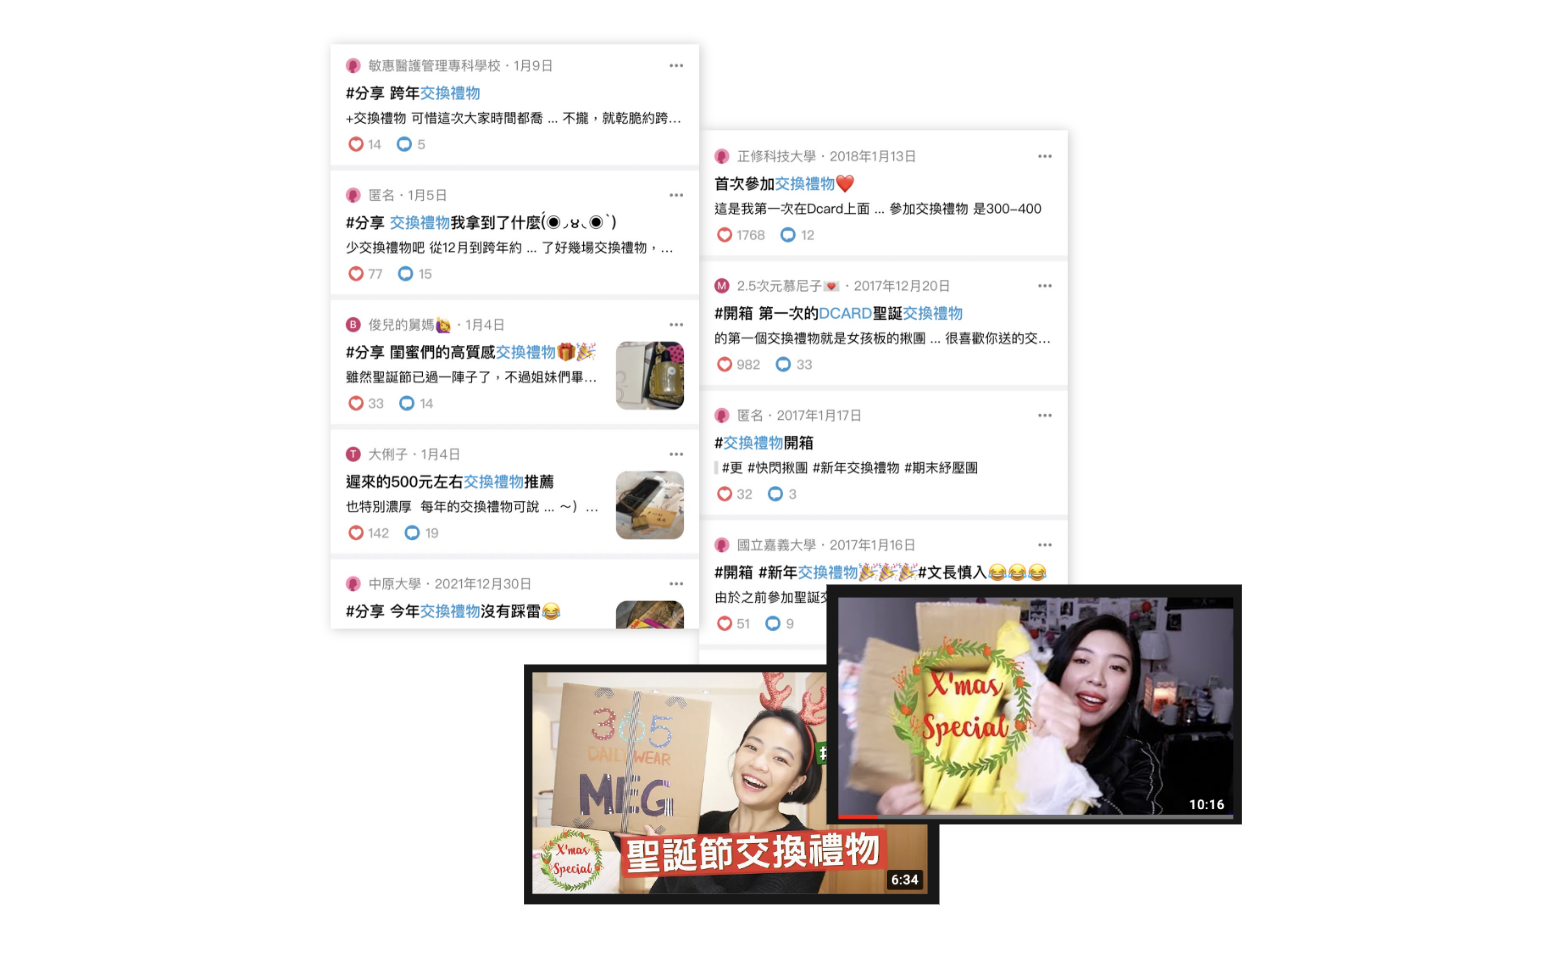 敏惠醫護管理專科學校・1月9日
#分享 跨年交換禮物
+交換禮物 可惜這次大家時間都喬 ... 不攏，就乾脆約跨...
14 5
匿名・1月5日
#分享 交換禮物我拿到了什麼(◉⌄ȣ⌄◉`)
少交換禮物吧 從12月到跨年約 ... 了好幾場交換禮物，...
77 15
B 俊兒的舅媽🙋・1月4日
#分享 閨蜜們的高質感交換禮物🎁🎉
雖然聖誕節已過一陣子了，不過姐妹們畢...
33 14
T 大俐子・1月4日
遲來的500元左右交換禮物推薦
也特別濃厚 每年的交換禮物可說 ... ～）...
142 19
中原大學・2021年12月30日
#分享 今年交換禮物沒有踩雷😂
正修科技大學・2018年1月13日
首次參加交換禮物❤️
這是我第一次在Dcard上面 ... 參加交換禮物 是300-400
1768 12
M 2.5次元慕尼子💌・2017年12月20日
#開箱 第一次的DCARD聖誕交換禮物
的第一個交換禮物就是女孩板的揪團 ... 很喜歡你送的交...
982 33
匿名・2017年1月17日
#交換禮物開箱
#更 #快閃揪團 #新年交換禮物 #期末紓壓團
32 3
國立嘉義大學・2017年1月16日
#開箱 #新年交換禮物🎉🎉🎉#文長慎入😂😂😂
由於之前參加聖誕交
51 9
X'mas
Special
10:16
365
DAILY WEAR
MEG
#
X'mas
Special
聖誕節交換禮物
6:34